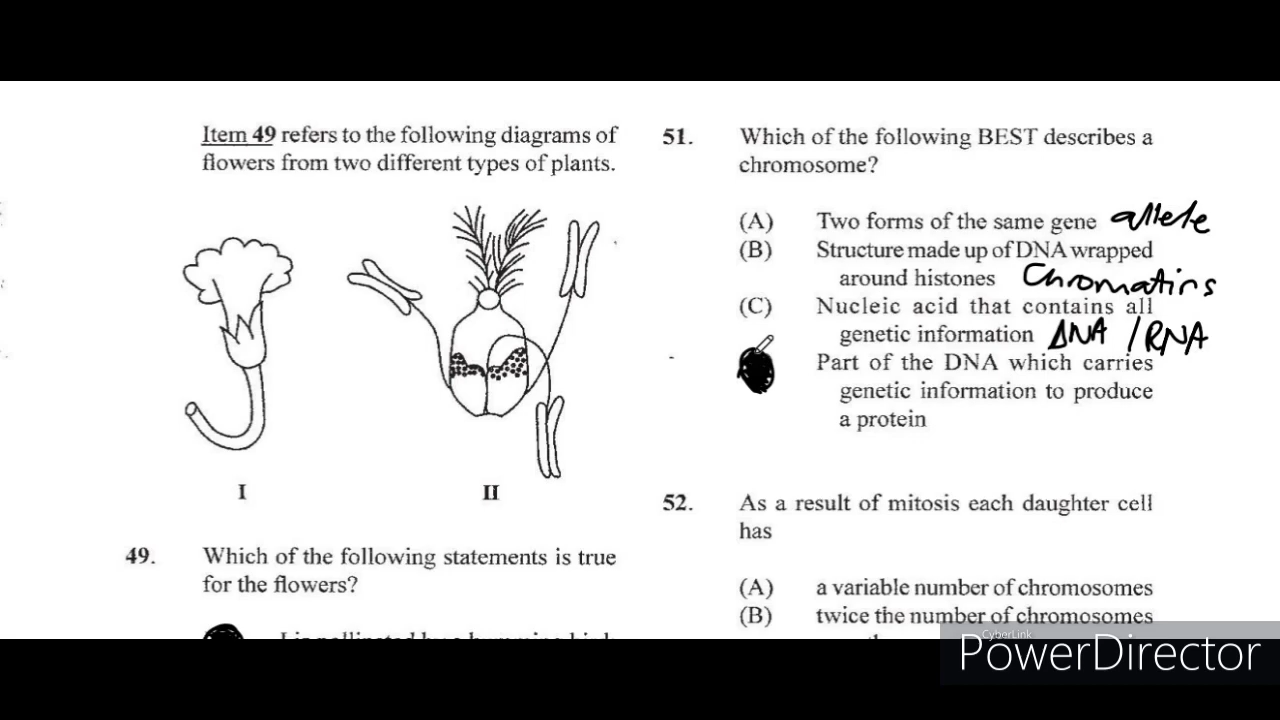 Item 49 refers to the following diagrams of
flowers from two different types of plants.
I
II
49. Which of the following statements is true
for the flowers?
51. Which of the following BEST describes a
chromosome?
(A) Two forms of the same gene allele
(B) Structure made up of DNA wrapped
around histones Chromatins
(C) Nucleic acid that contains all
genetic information DNA / RNA
Part of the DNA which carries
genetic information to produce
a protein
52. As a result of mitosis each daughter cell
has
(A) a variable number of chromosomes
(B) twice the number of chromosomes
CyberLink
PowerDirector